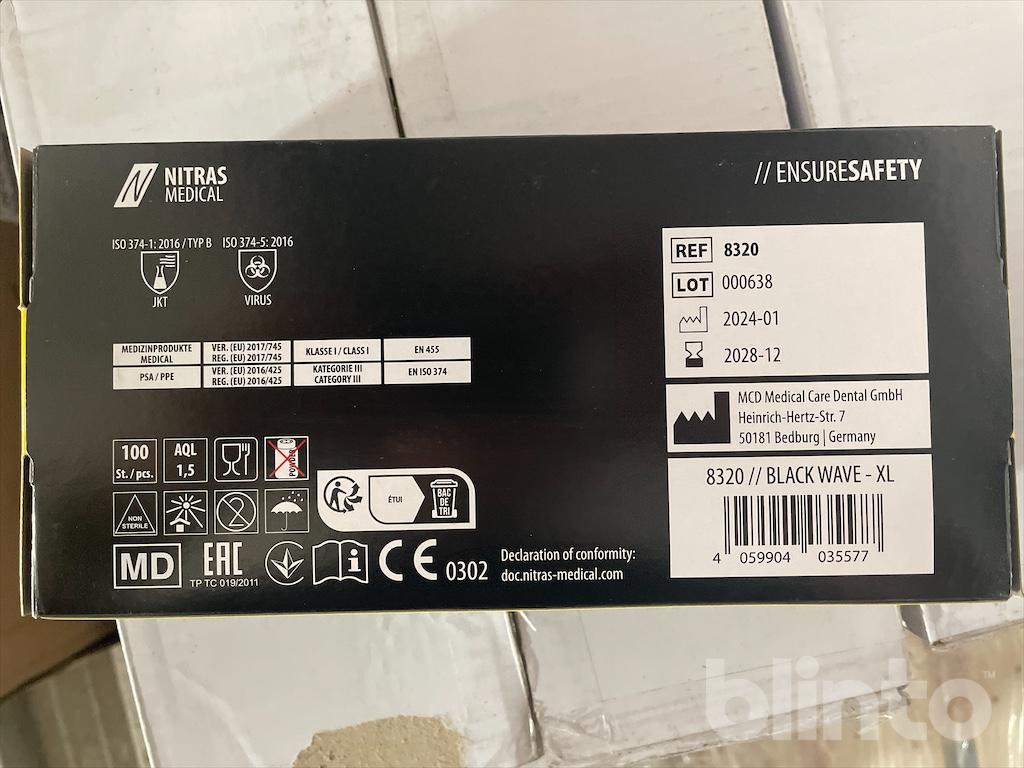 NITRAS
MEDICAL
// ENSURESAFETY
ISO 374-1: 2016 / TYP B
ISO 374-5: 2016
JKT
VIRUS
REF 8320
LOT 000638
2024-01
2028-12
MEDIZINPRODUKTE
MEDICAL
VER. (EU) 2017/745
REG. (EU) 2017/745
KLASSE I / CLASS I
EN 455
PSA / PPE
VER. (EU) 2016/425
REG. (EU) 2016/425
KATEGORIE III
CATEGORY III
EN ISO 374
MCD Medical Care Dental GmbH
Heinrich-Hertz-Str. 7
50181 Bedburg | Germany
100
St. / pcs.
AQL
1,5
POWDER
NON
STERILE
2
ÉTUI
BAC
DE
TRI
8320 // BLACK WAVE - XL
4 059904 035577
MD
EAC
TP TC 019/2011
i
CE 0302
Declaration of conformity:
doc.nitras-medical.com
blinto™